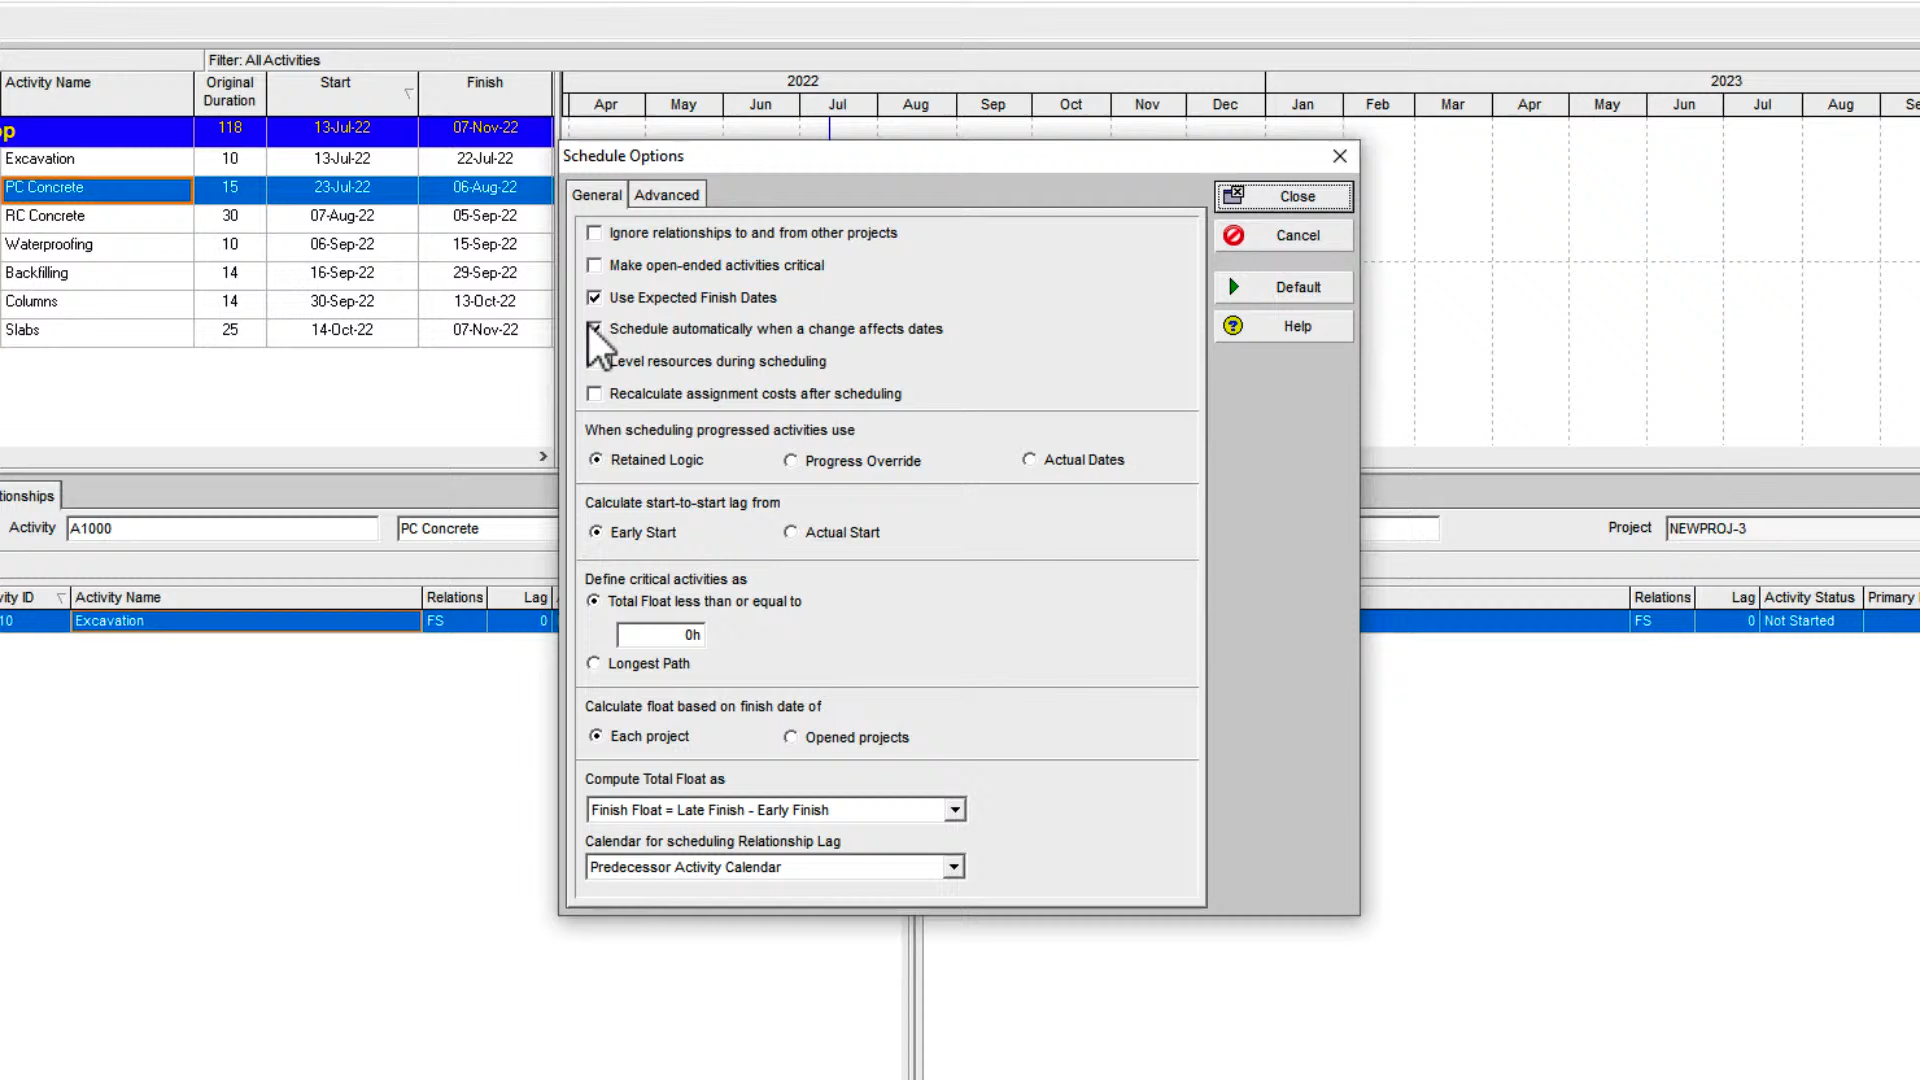 Filter: All Activities
Activity Name
Original Duration
Start
Finish
2022
2023
Apr May Jun Jul Aug Sep Oct Nov Dec Jan Feb Mar Apr May Jun Jul Aug
118 13-Jul-22 07-Nov-22
Excavation 10 13-Jul-22 22-Jul-22
PC Concrete 15 23-Jul-22 06-Aug-22
RC Concrete 30 07-Aug-22 05-Sep-22
Waterproofing 10 06-Sep-22 15-Sep-22
Backfilling 14 16-Sep-22 29-Sep-22
Columns 14 30-Sep-22 13-Oct-22
Slabs 25 14-Oct-22 07-Nov-22
Schedule Options
General Advanced
Close
Cancel
Default
Help
Ignore relationships to and from other projects
Make open-ended activities critical
Use Expected Finish Dates
Schedule automatically when a change affects dates
Level resources during scheduling
Recalculate assignment costs after scheduling
When scheduling progressed activities use
Retained Logic Progress Override Actual Dates
Calculate start-to-start lag from
Early Start Actual Start
Define critical activities as
Total Float less than or equal to
0h
Longest Path
Calculate float based on finish date of
Each project Opened projects
Compute Total Float as
Finish Float = Late Finish - Early Finish
Calendar for scheduling Relationship Lag
Predecessor Activity Calendar
tionships
Activity A1000 PC Concrete Project NEWPROJ-3
vity ID Activity Name Relations Lag Relations Lag Activity Status Primary
10 Excavation FS 0 FS 0 Not Started